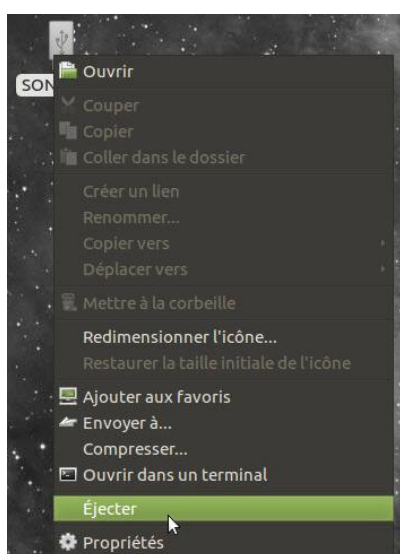 SON
Ouvrir
Couper
Copier
Coller dans le dossier
Créer un lien
Renommer...
Copier vers
Déplacer vers
Mettre à la corbeille
Redimensionner l'icône...
Restaurer la taille initiale de l'icône
Ajouter aux favoris
Envoyer à...
Compresser...
Ouvrir dans un terminal
Éjecter
Propriétés